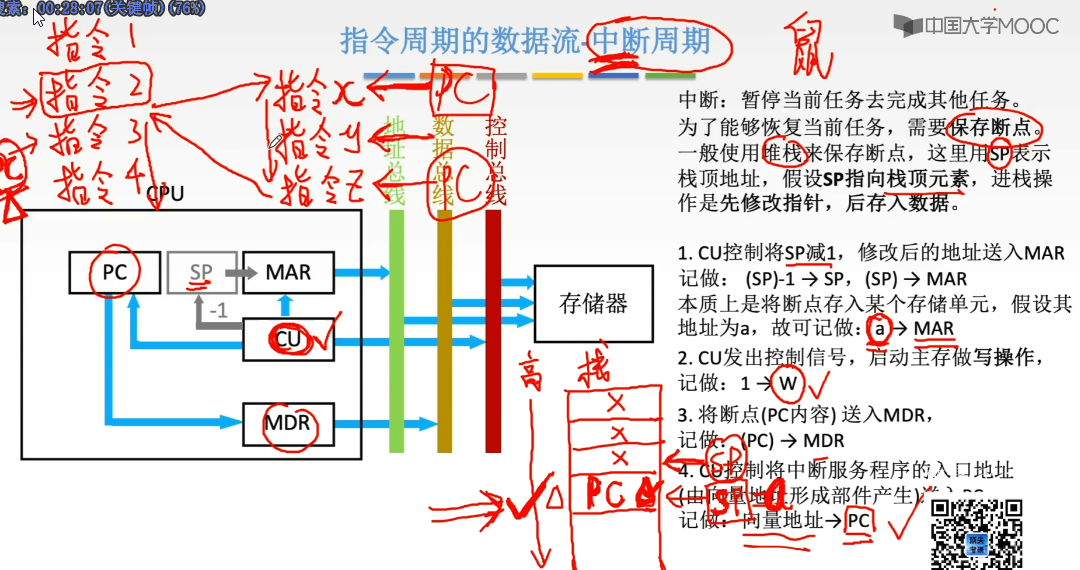 搜索：00:28:07(关键帧)(76%)
中国大学MOOC
指令周期的数据流-中断周期
鼠
指令1
指令2
指令3
指令4
指令x
指令y
指令z
PC
PC
地址总线
数据总线
控制总线
CPU
PC
SP
MAR
-1
CU
MDR
存储器
高
栈
PC
SP
SP
a
中断：暂停当前任务去完成其他任务。
为了能够恢复当前任务，需要保存断点。
一般使用堆栈来保存断点，这里用SP表示
栈顶地址，假设SP指向栈顶元素，进栈操
作是先修改指针，后存入数据。
1. CU控制将SP减1，修改后的地址送入MAR
记做： (SP)-1 → SP，(SP) → MAR
本质上是将断点存入某个存储单元，假设其
地址为a，故可记做：a → MAR
2. CU发出控制信号，启动主存做写操作，
记做：1 → W
3. 将断点(PC内容) 送入MDR，
记做： (PC) → MDR
4. CU控制将中断服务程序的入口地址
(由向量地址形成部件产生)
记做：向量地址→ PC